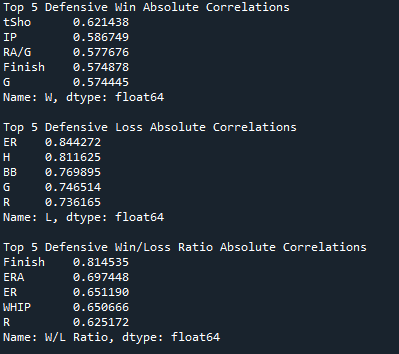 Top 5 Defensive Win Absolute Correlations
tSho 0.621438
IP 0.586749
RA/G 0.577676
Finish 0.574878
G 0.574445
Name: W, dtype: float64
Top 5 Defensive Loss Absolute Correlations
ER 0.844272
H 0.811625
BB 0.769895
G 0.746514
R 0.736165
Name: L, dtype: float64
Top 5 Defensive Win/Loss Ratio Absolute Correlations
Finish 0.814535
ERA 0.697448
ER 0.651190
WHIP 0.650666
R 0.625172
Name: W/L Ratio, dtype: float64